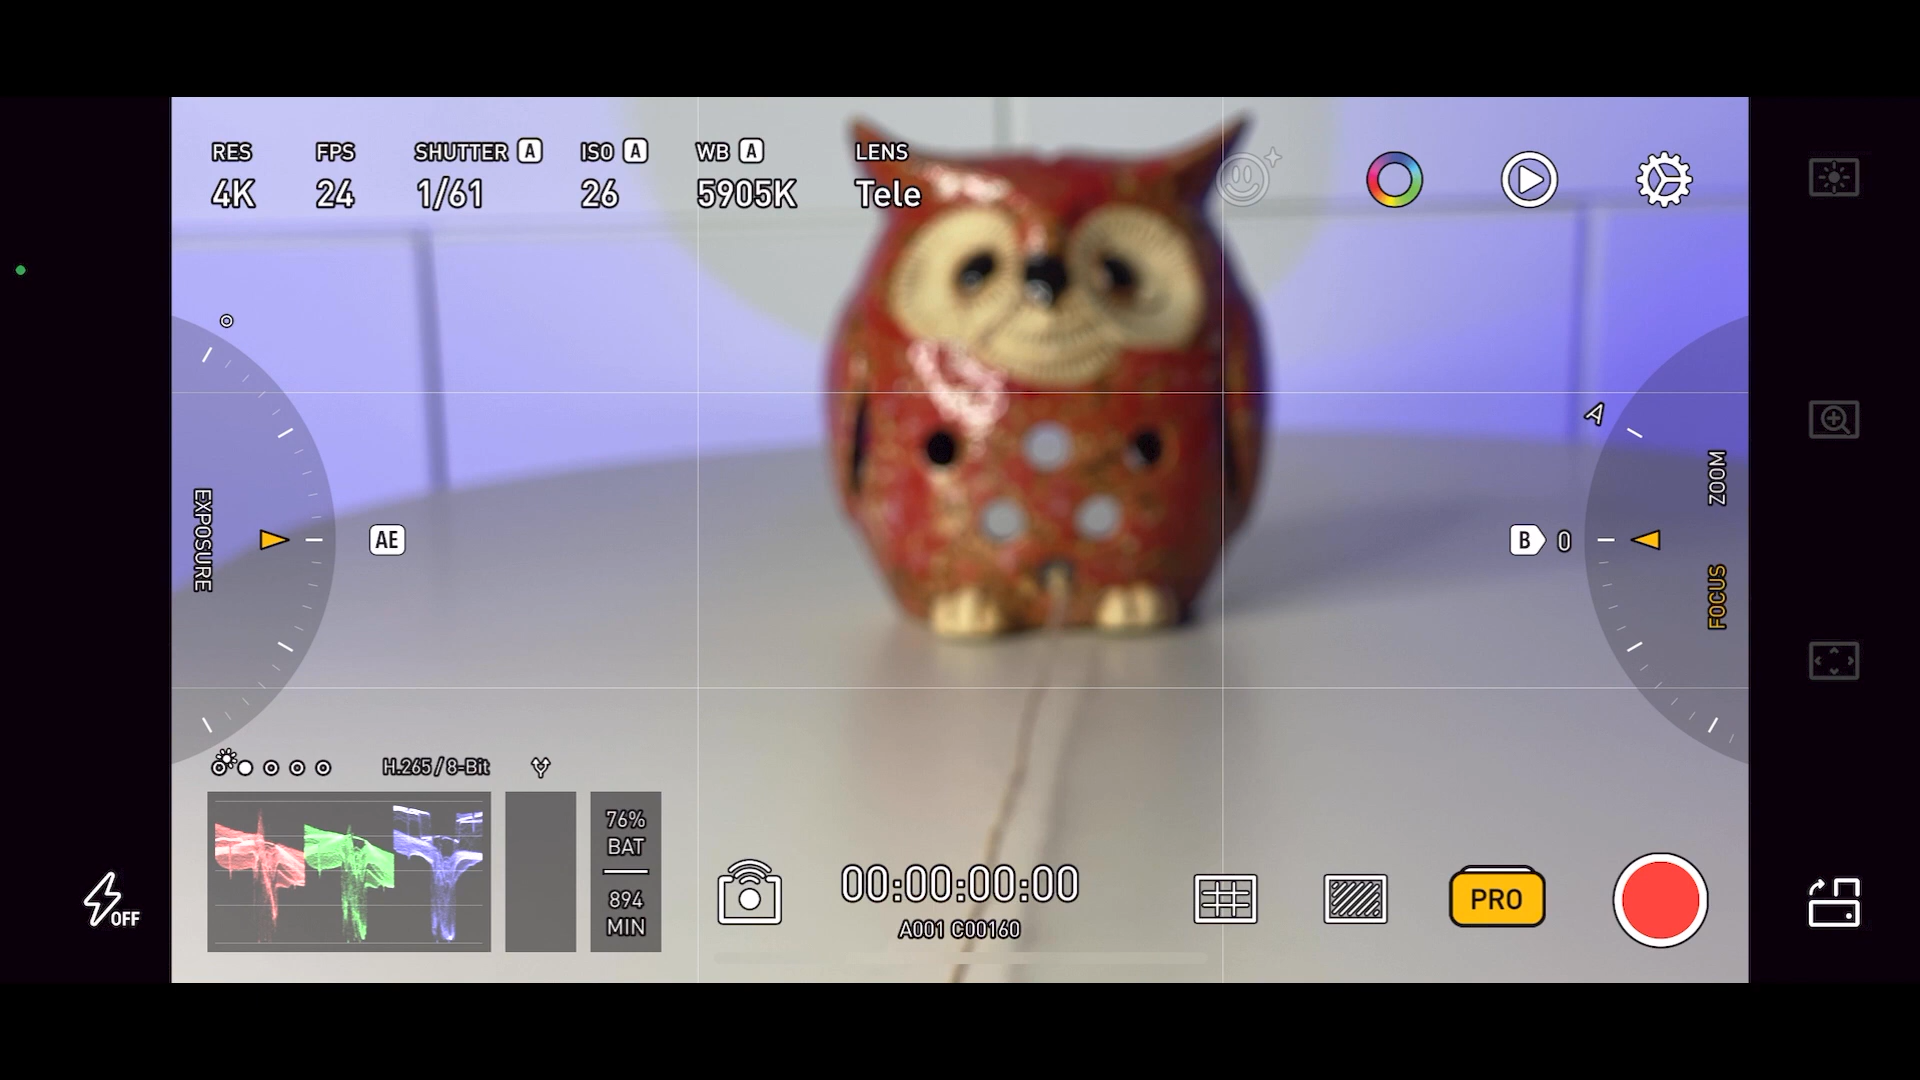 RES FPS SHUTTER A ISO A WB A LENS
4K 24 1/61 26 5905K Tele
A
ZOOM
EXPOSURE
AE
B 0
FOCUS
H.265 / 8-Bit
76%
BAT
894
MIN
00:00:00:00
A001 C00160
PRO
OFF